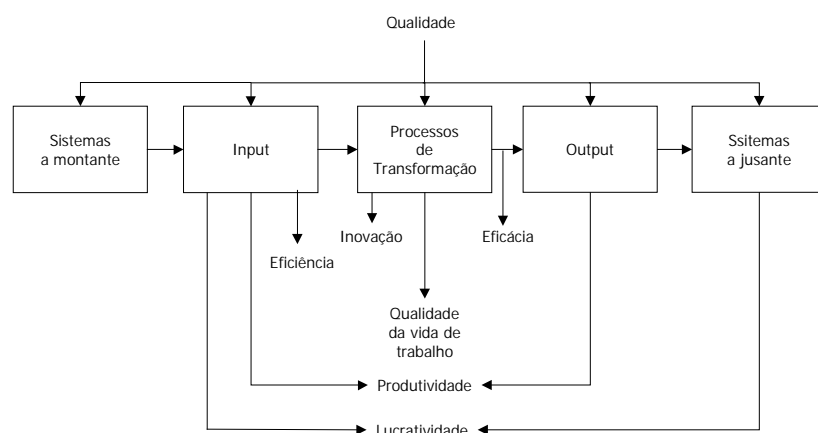 Qualidade
Sistemas
a montante
Input
Processos
de
Transformação
Output
Ssitemas
a jusante
Eficiência
Inovação
Eficácia
Qualidade
da vida de
trabalho
Produtividade
Lucratividade